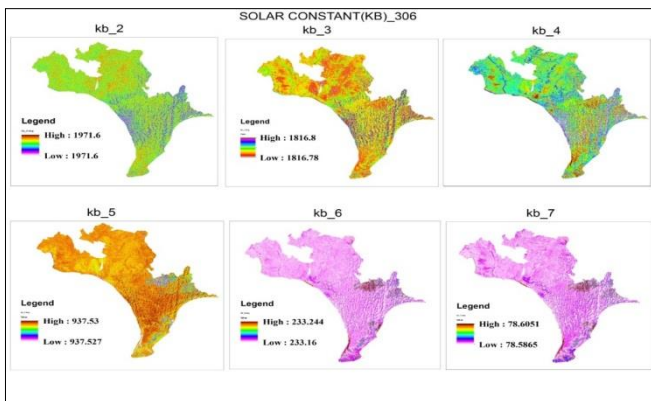 SOLAR CONSTANT(KB)_306
kb_2
kb_3
kb_4
Legend
High : 1971.6
Low : 1971.6
Legend
High : 1816.8
Low : 1816.78
kb_5
kb_6
kb_7
Legend
High : 937.53
Low : 937.527
Legend
High : 233.244
Low : 233.16
Legend
High : 78.6051
Low : 78.5865